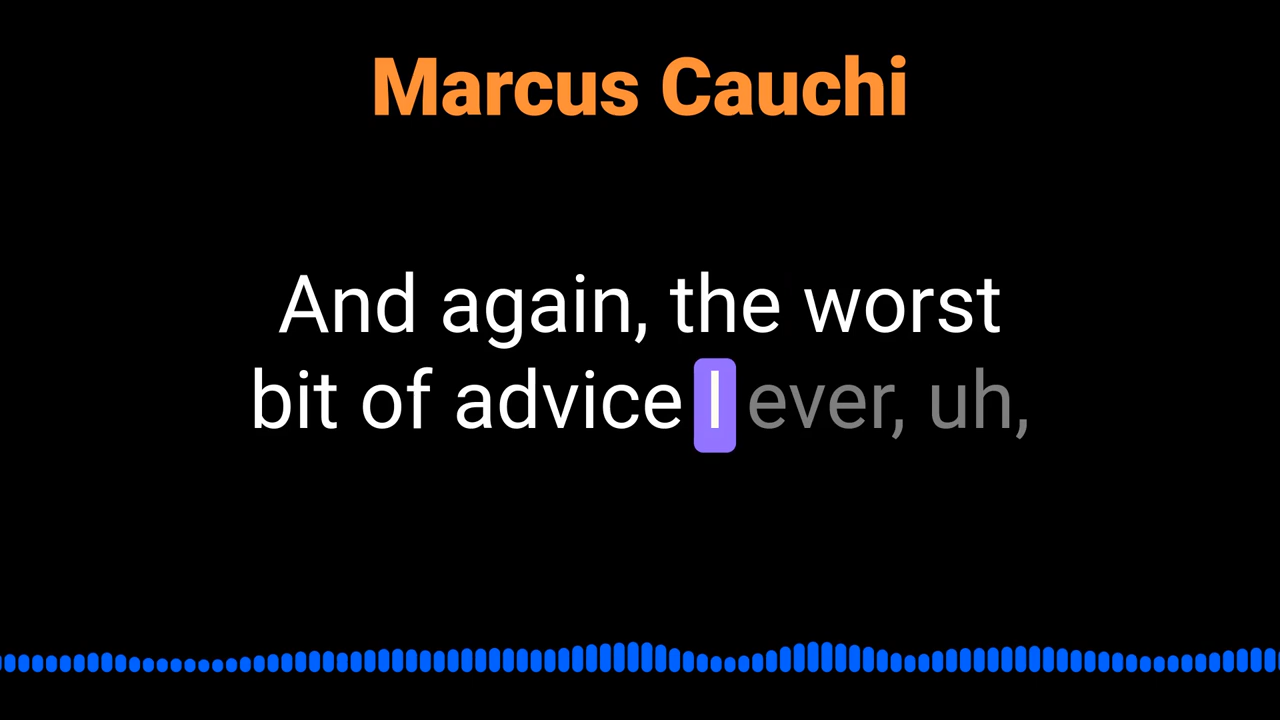 Marcus Cauchi
And again, the worst
bit of advice I ever, uh,